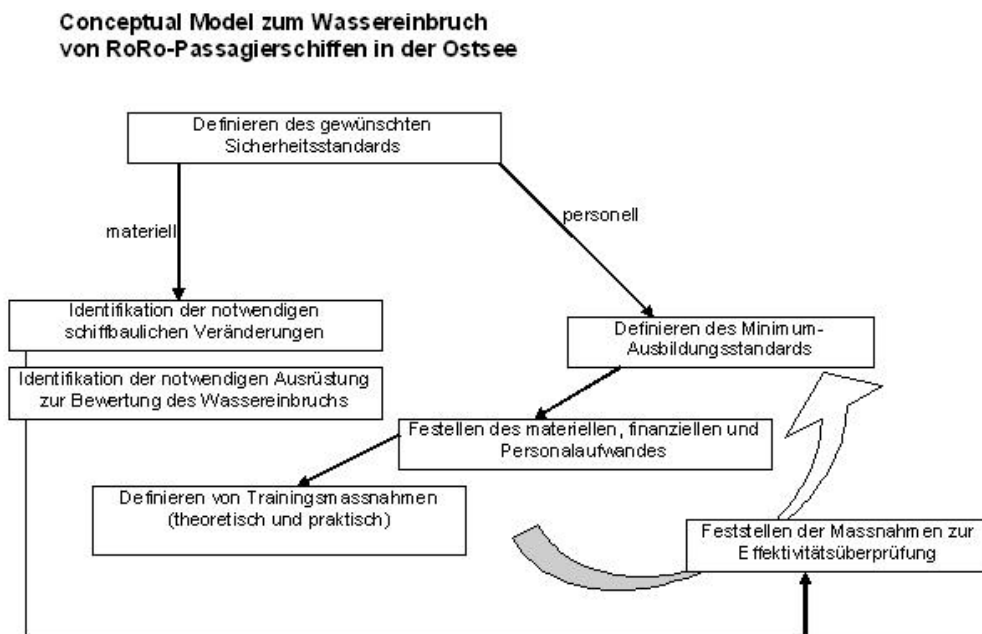 Conceptual Model zum Wassereinbruch
von RoRo-Passagierschiffen in der Ostsee
Definieren des gewünschten
Sicherheitsstandards
materiell
personell
Identifikation der notwendigen
schiffbaulichen Veränderungen
Definieren des Minimum-
Ausbildungsstandards
Identifikation der notwendigen Ausrüstung
zur Bewertung des Wassereinbruchs
Festellen des materiellen, finanziellen und
Personalaufwandes
Definieren von Trainingsmassnahmen
(theoretisch und praktisch)
Feststellen der Massnahmen zur
Effektivitätsüberprüfung